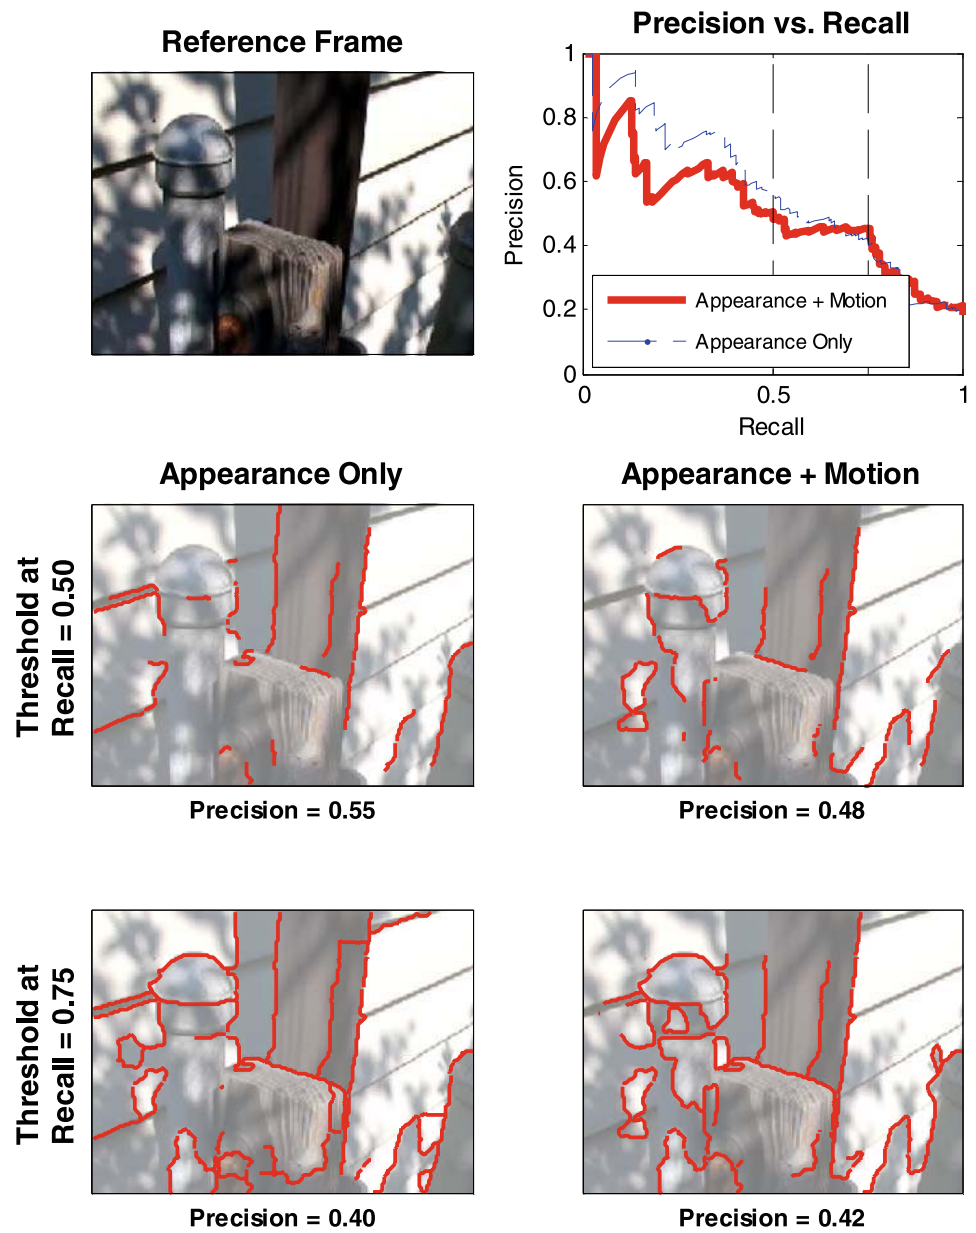 Reference Frame
Precision vs. Recall
1
0.8
0.6
0.4
0.2
0
Precision
Appearance + Motion
Appearance Only
0
0.5
1
Recall
Appearance Only
Appearance + Motion
Threshold at
Recall = 0.50
Precision = 0.55
Precision = 0.48
Threshold at
Recall = 0.75
Precision = 0.40
Precision = 0.42